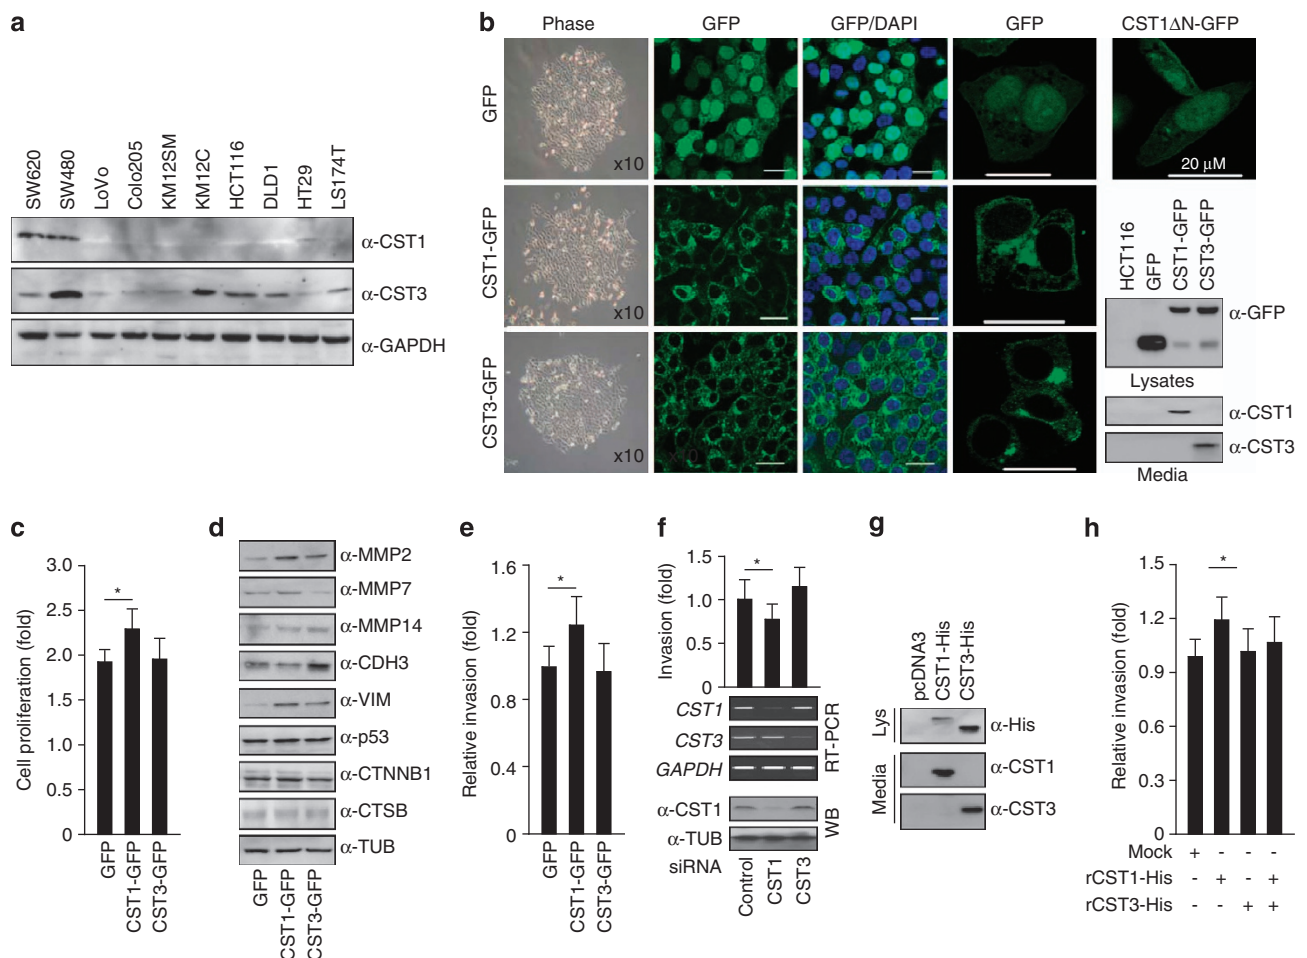 a
SW620
SW480
LoVo
Colo205
KM12SM
KM12C
HCT116
DLD1
HT29
LS174T
α-CST1
α-CST3
α-GAPDH
b
Phase
GFP
GFP/DAPI
GFP
CST1ΔN-GFP
GFP
x10
20 μM
CST1-GFP
x10
CST3-GFP
x10
HCT116
GFP
CST1-GFP
CST3-GFP
α-GFP
Lysates
α-CST1
α-CST3
Media
c
Cell proliferation (fold)
3.0
2.5
2.0
1.5
1.0
0.5
0
*
GFP
CST1-GFP
CST3-GFP
d
α-MMP2
α-MMP7
α-MMP14
α-CDH3
α-VIM
α-p53
α-CTNNB1
α-CTSB
α-TUB
GFP
CST1-GFP
CST3-GFP
e
Relative invasion (fold)
1.6
1.2
0.8
0.4
0
*
GFP
CST1-GFP
CST3-GFP
f
Invasion (fold)
1.5
1.0
0.5
0
*
CST1
CST3
GAPDH
RT-PCR
α-CST1
α-TUB
WB
siRNA
Control
CST1
CST3
g
pcDNA3
CST1-His
CST3-His
Lys
α-His
Media
α-CST1
α-CST3
h
Relative invasion (fold)
1.5
1.2
0.9
0.6
0.3
0
*
Mock + - - -
rCST1-His - + - +
rCST3-His - - + +